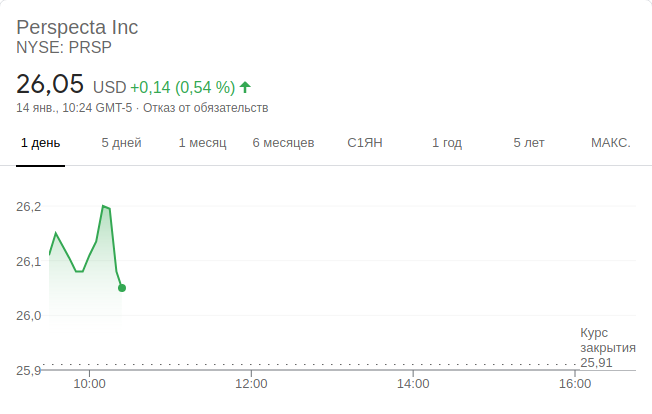 Perspecta Inc
NYSE: PRSP
26,05 USD +0,14 (0,54 %)
14 янв., 10:24 GMT-5 · Отказ от обязательств
1 день 5 дней 1 месяц 6 месяцев С1ЯН 1 год 5 лет МАКС.
26,2
26,1
26,0
Курс
закрытия
25,91
25,9
10:00 12:00 14:00 16:00